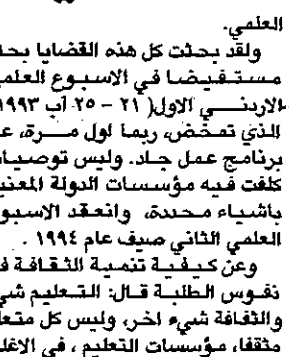 العلمي.
ولقد بحثت كل هذه القضايا بحثا
مستفيضا في الاسبوع العلمي
الاردنــــي الاول( ٢١ - ٢٥ آب ١٩٩٣
الذي تمخض، ربما لول مـــرة، عن
برنامج عمل جاد. وليس توصيات
كلفت فيه مؤسسات الدولة المعنية
باشياء محددة، وانعقد الاسبوع
العلمي الثاني صيف عام ١٩٩٤ .
وعن كيفية تنمية الثقافة في
نفوس الطلبة قال: التعليم شيء
والثقافة شيء اخر، وليس كل متعلم
مثقفا، مؤسسات التعليم ، في الاغلب